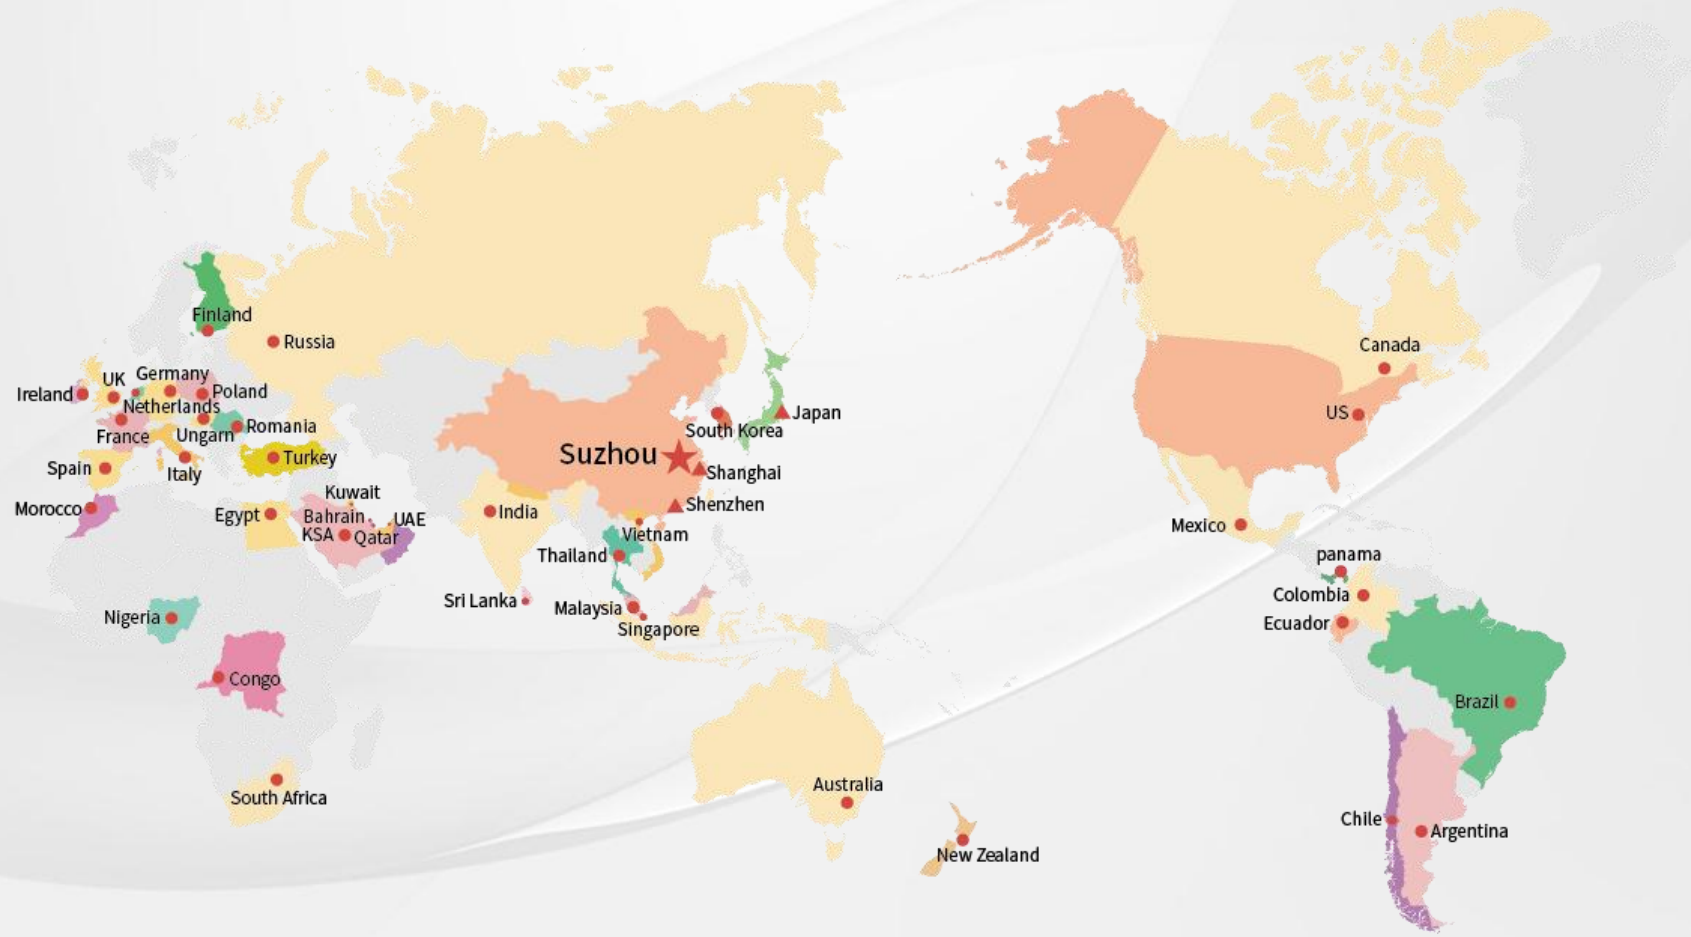 Finland
Russia
Canada
Germany
UK
Ireland
Poland
Netherlands
US
Japan
Romania
South Korea
France
Ungarn
Suzhou
Turkey
Spain
Italy
Shanghai
Kuwait
Shenzhen
Morocco
Egypt
Bahrain
UAE
India
Mexico
KSA
Qatar
Vietnam
Thailand
panama
Colombia
Sri Lanka
Malaysia
Nigeria
Ecuador
Singapore
Congo
Brazil
Australia
South Africa
Chile
Argentina
New Zealand